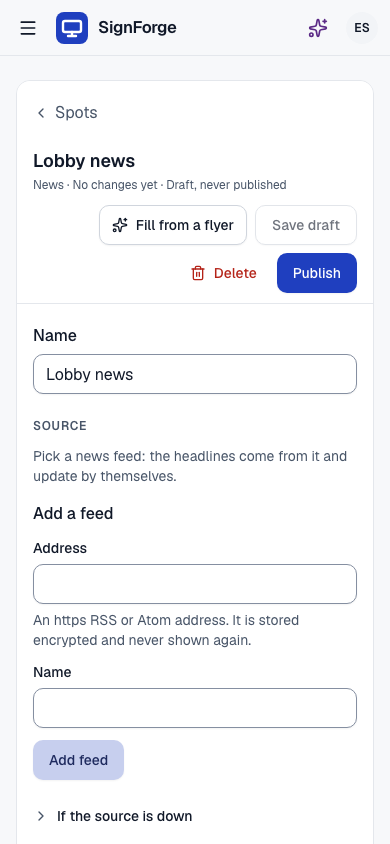 SignForge
ES
Spots
Lobby news
News · No changes yet · Draft, never published
Fill from a flyer
Save draft
Delete
Publish
Name
Lobby news
SOURCE
Pick a news feed: the headlines come from it and
update by themselves.
Add a feed
Address
An https RSS or Atom address. It is stored
encrypted and never shown again.
Name
Add feed
If the source is down